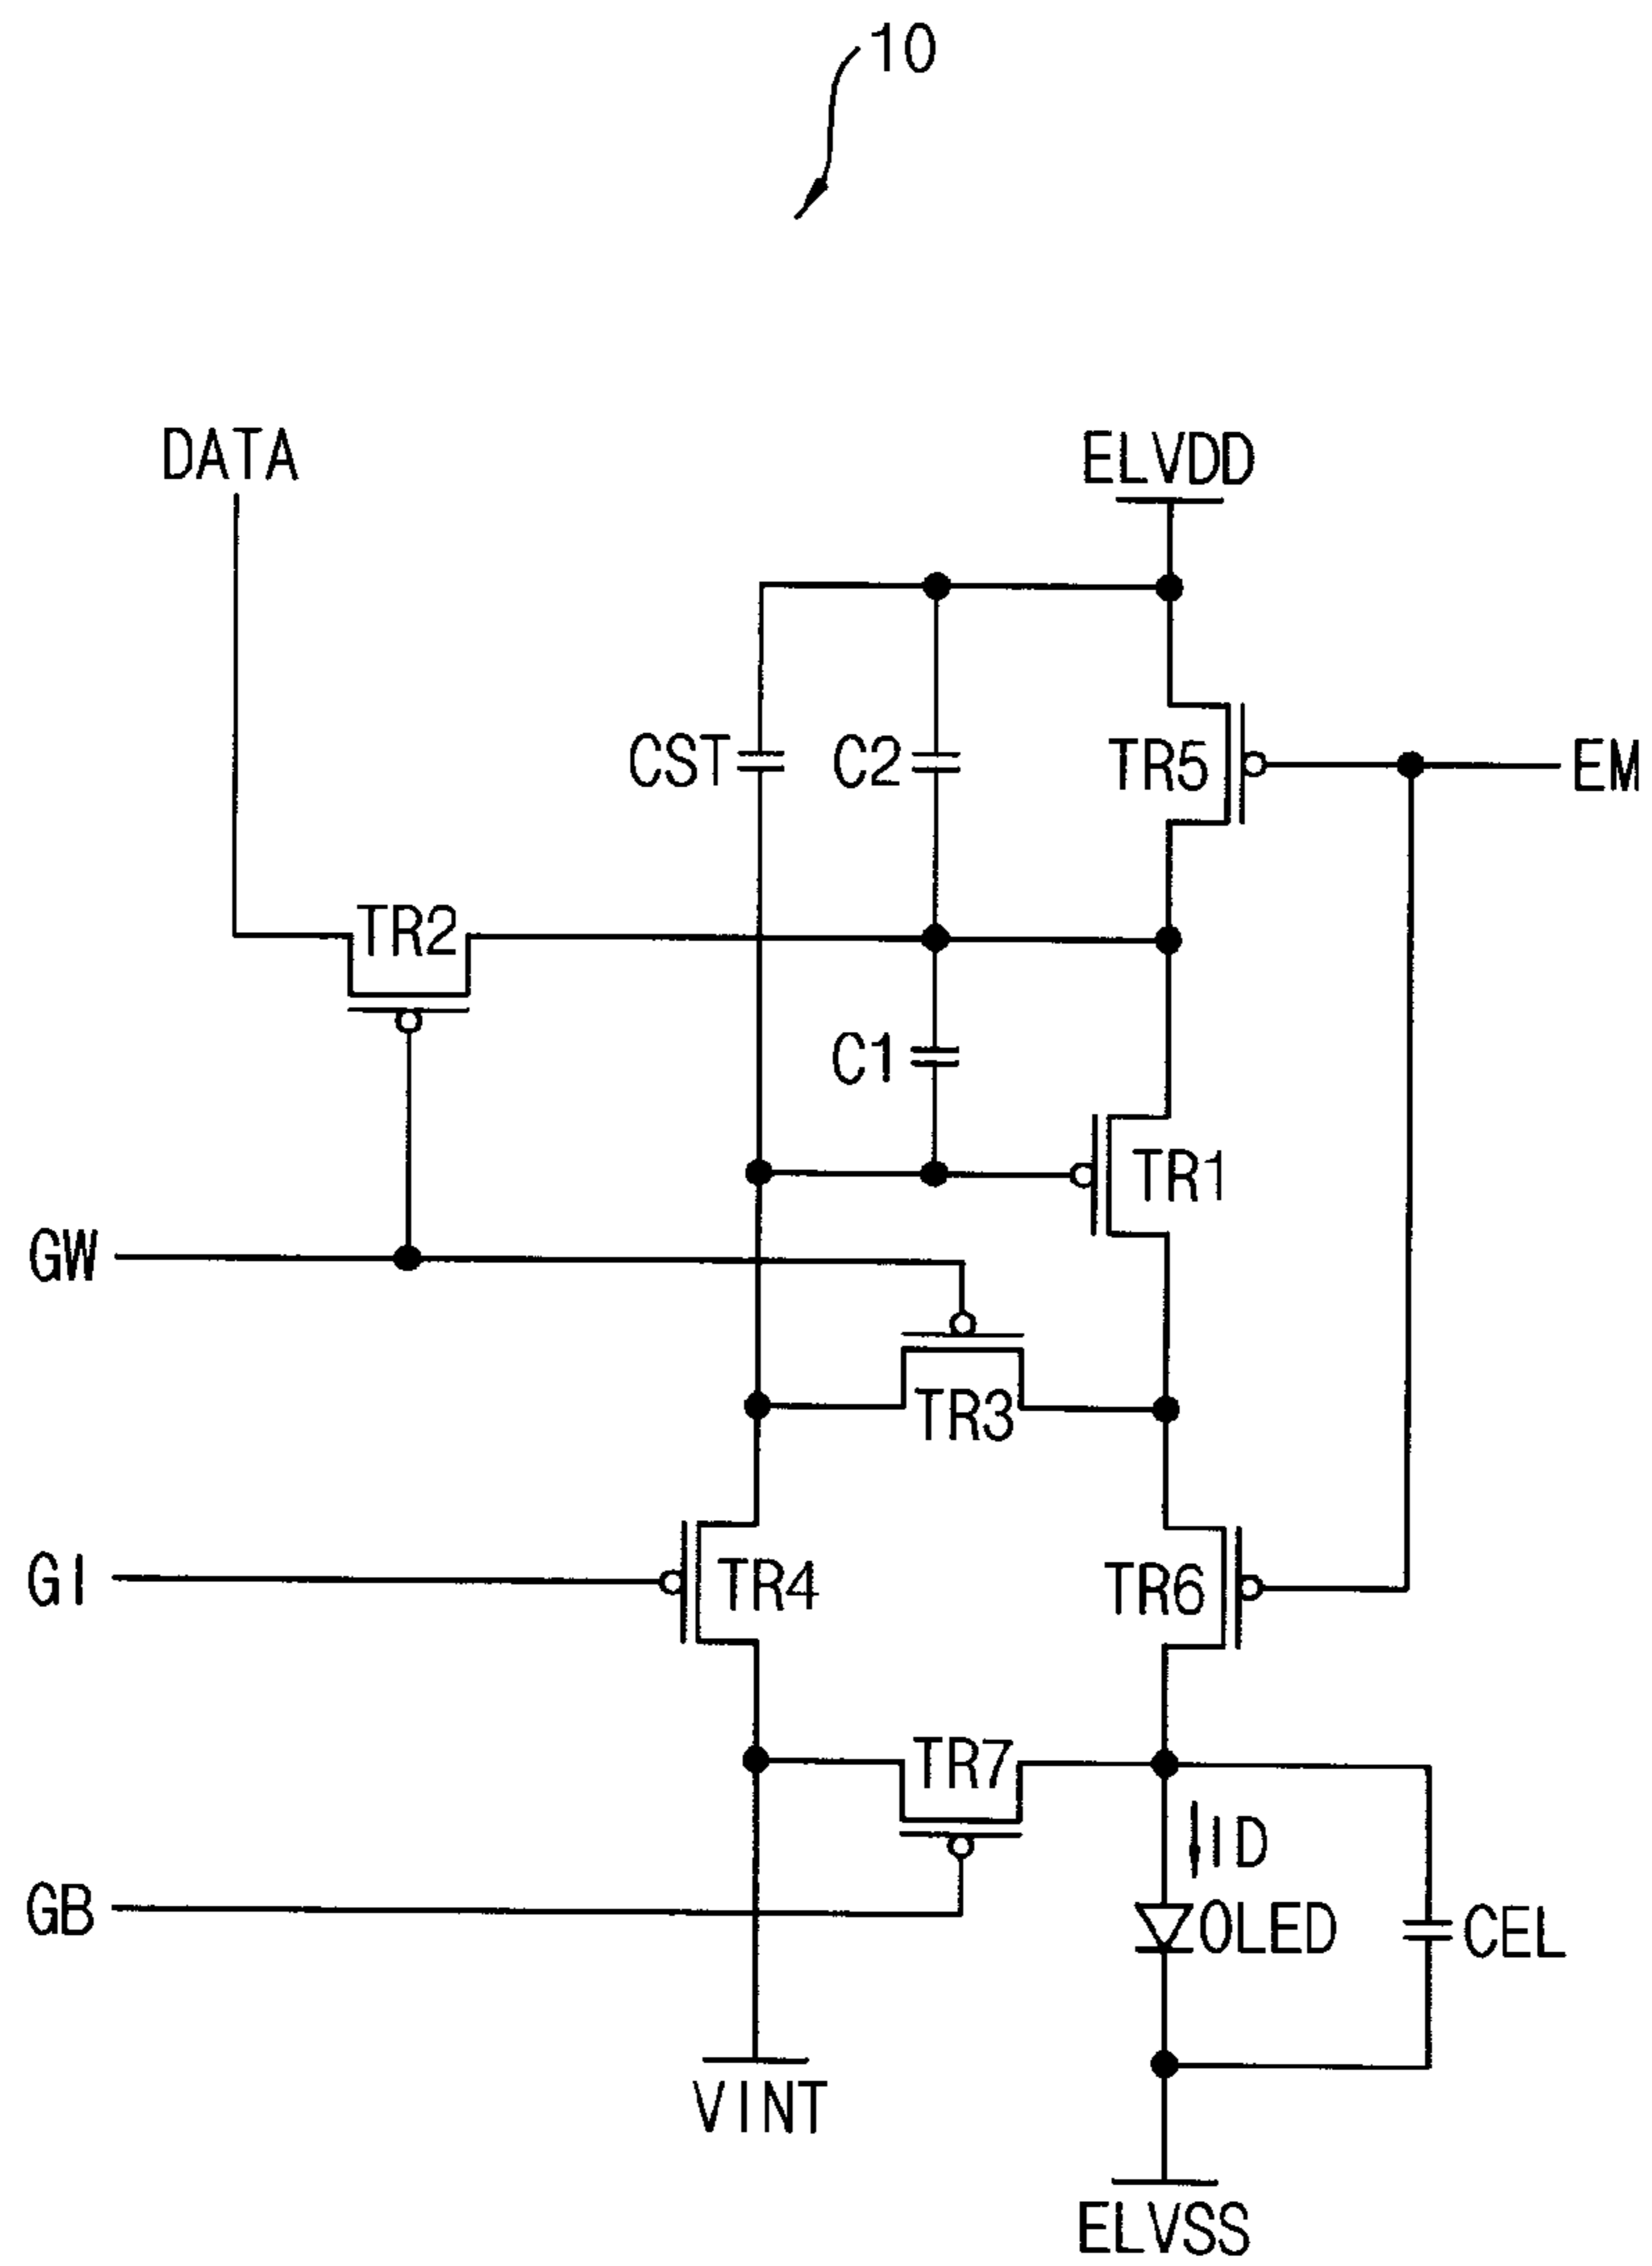 10
DATA
ELVDD
CST
C2
TR5
EM
TR2
C1
TR1
GW
TR3
GI
TR4
TR6
TR7
ID
GB
OLED
CEL
VINT
ELVSS